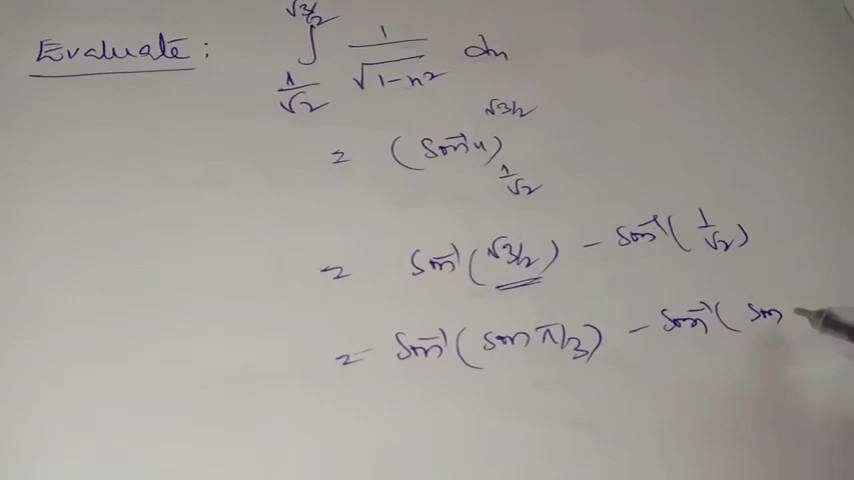 Evaluate : ∫_{1/√2}^{√3/2} 1/√(1-x²) dx
= (sin⁻¹x)_{1/√2}^{√3/2}
= sin⁻¹(√3/2) - sin⁻¹(1/√2)
= sin⁻¹(sin π/3) - sin⁻¹(sin